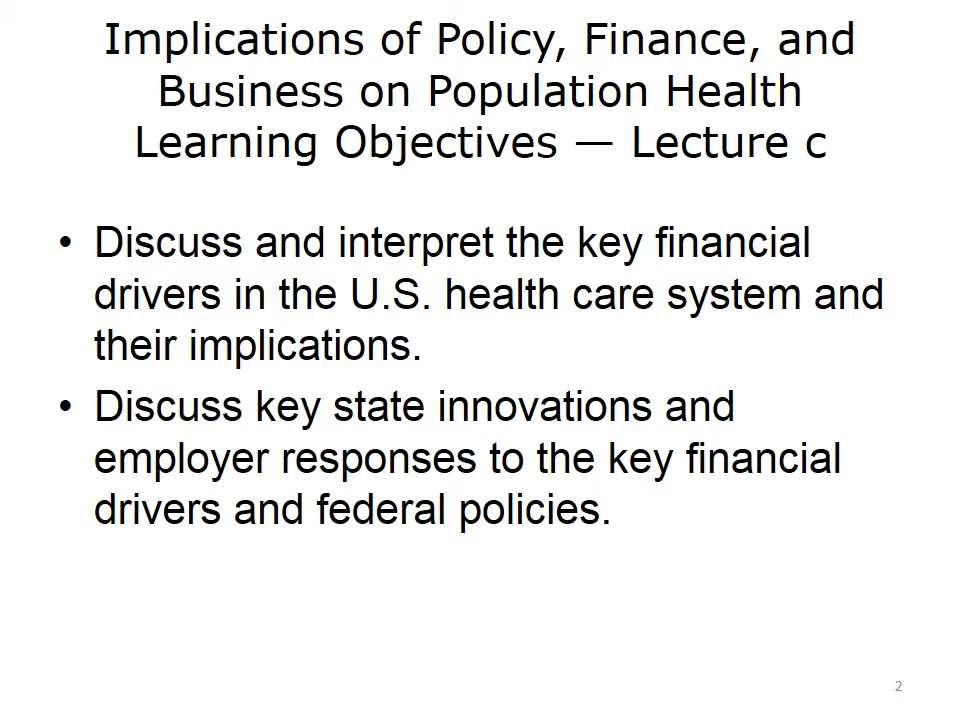 Implications of Policy, Finance, and
Business on Population Health
Learning Objectives — Lecture c
• Discuss and interpret the key financial
drivers in the U.S. health care system and
their implications.
• Discuss key state innovations and
employer responses to the key financial
drivers and federal policies.
2